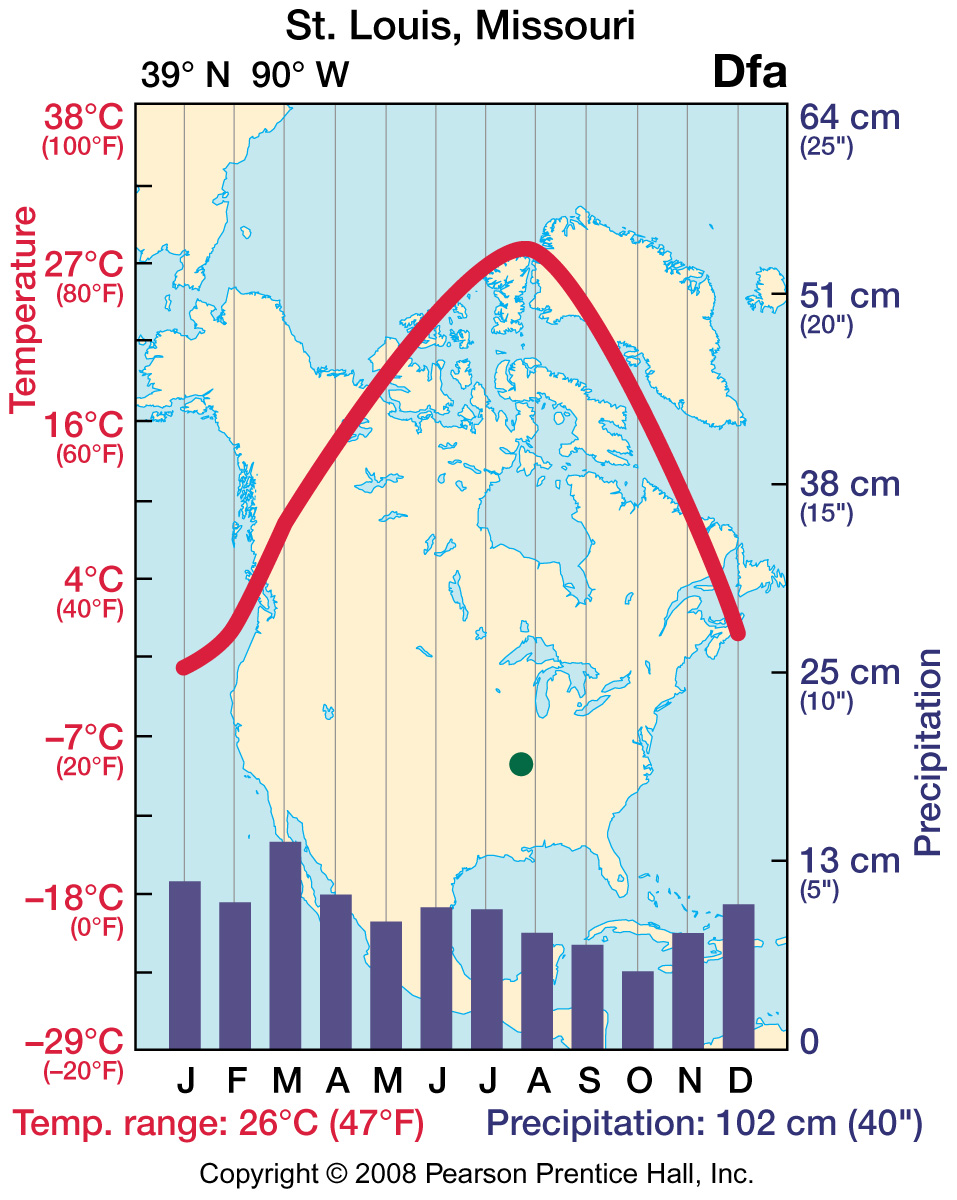 St. Louis, Missouri
39° N 90° W
Dfa
38°C
(100°F)
27°C
(80°F)
16°C
(60°F)
4°C
(40°F)
–7°C
(20°F)
–18°C
(0°F)
–29°C
(–20°F)
Temperature
64 cm
(25")
51 cm
(20")
38 cm
(15")
25 cm
(10")
13 cm
(5")
0
Precipitation
J F M A M J J A S O N D
Temp. range: 26°C (47°F)
Precipitation: 102 cm (40")
Copyright © 2008 Pearson Prentice Hall, Inc.